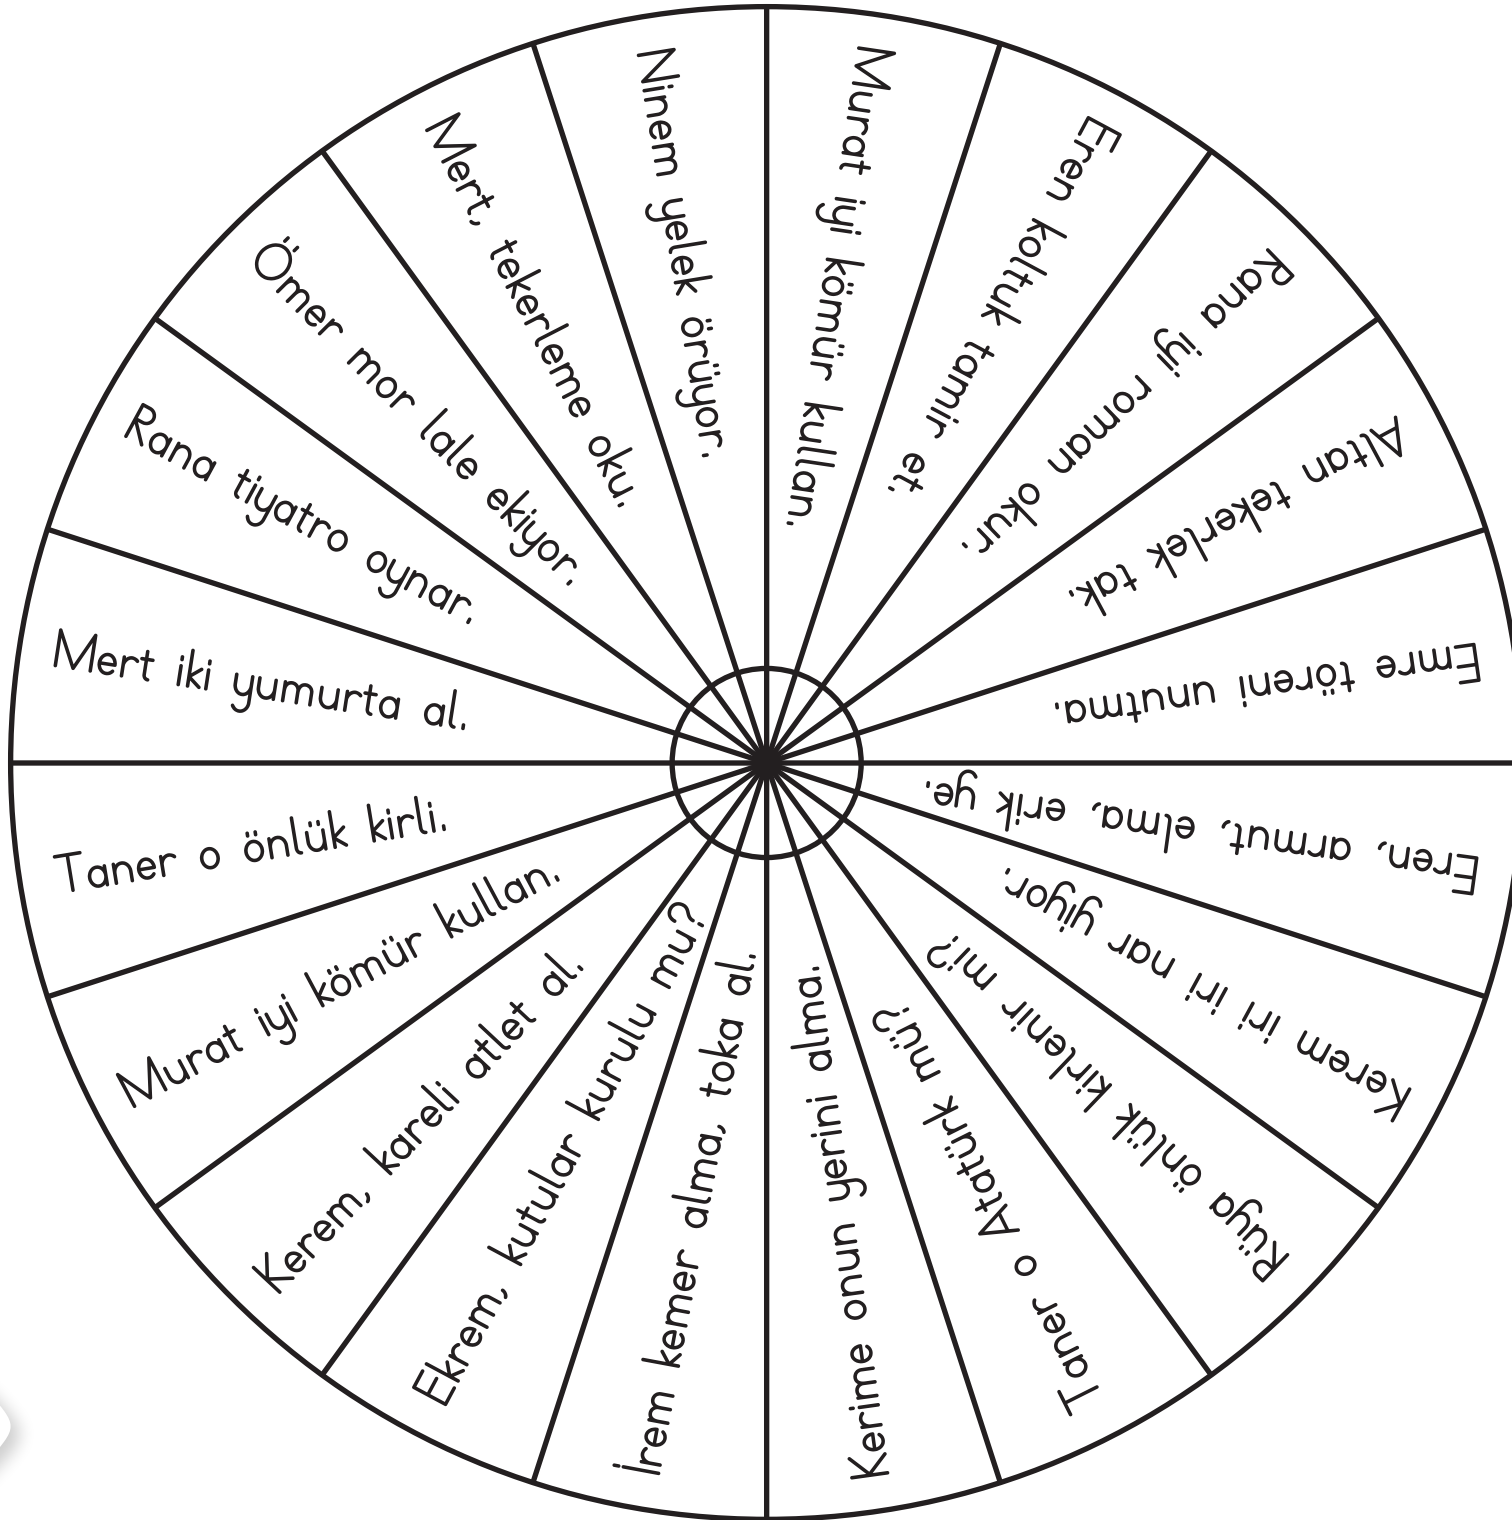 Murat iyi kömür kullan.
Eren koltuk tamir et.
Rana iyi roman okur.
Altan tekerlek tak.
Emre töreni unutma.
Eren, armut, elma, erik ye.
Kerem iri iri nar yiyor.
Rüya önlük kirlenir mi?
Taner o Atatürk mü?
Kerime onun yerini alma.
İrem kemer alma, toka al.
Ekrem, kutular kurulu mu?
Kerem, kareli atlet al.
Murat iyi kömür kullan.
Taner o önlük kirli.
Mert iki yumurta al.
Rana tiyatro oynar.
Ömer mor lale ekiyor.
Mert, tekerleme oku.
Ninem yelek örüyor.